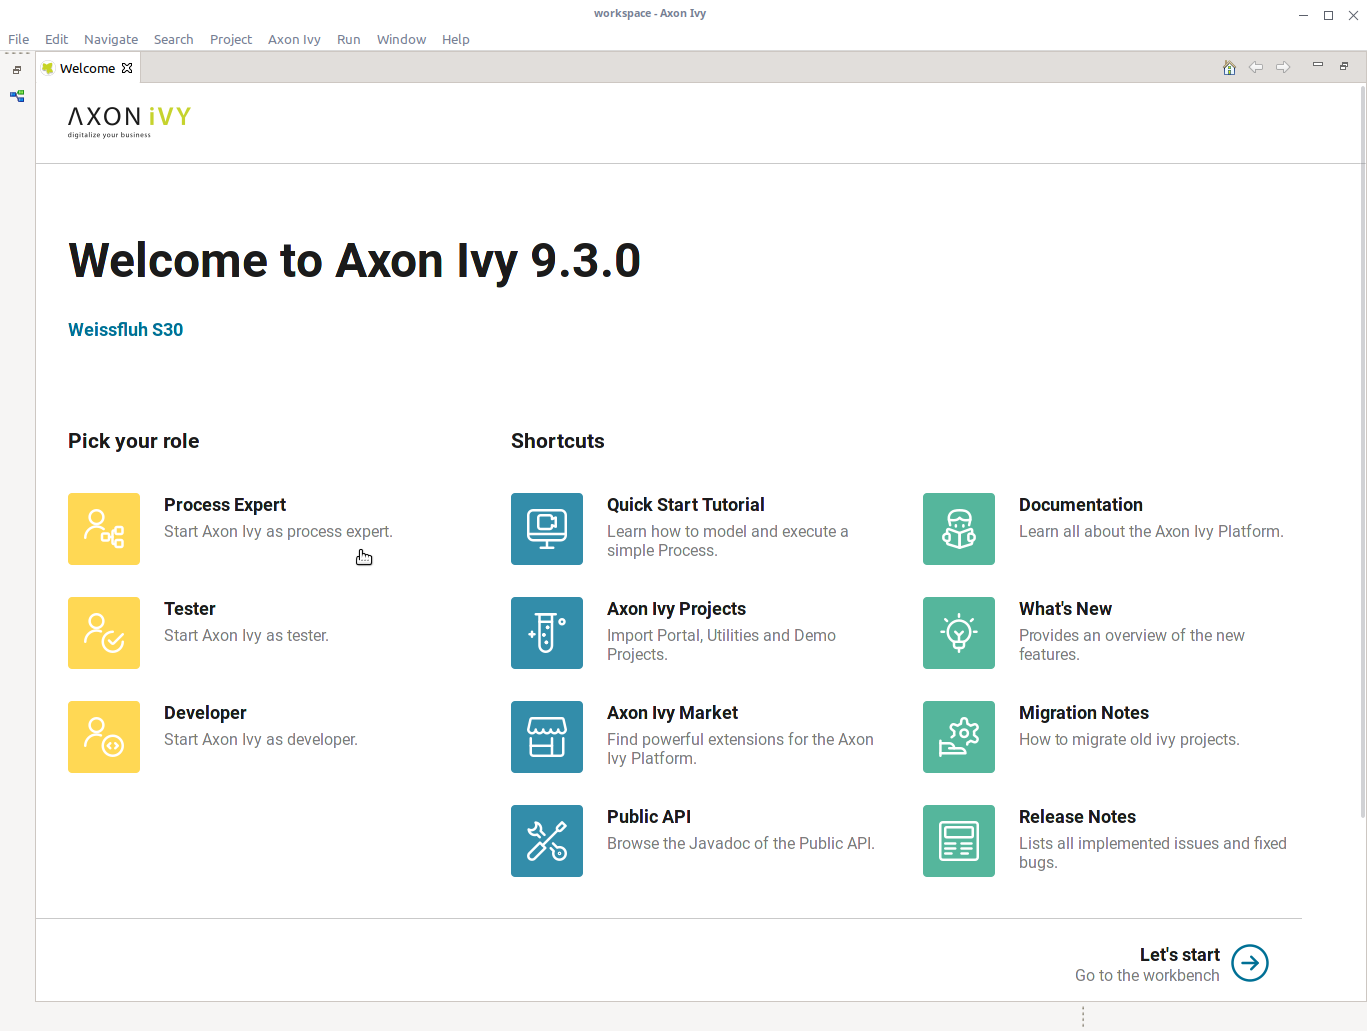 workspace - Axon Ivy
File Edit Navigate Search Project Axon Ivy Run Window Help
Welcome
AXON iVY
digitalize your business
Welcome to Axon Ivy 9.3.0
Weissfluh S30
Pick your role
Process Expert
Start Axon Ivy as process expert.
Tester
Start Axon Ivy as tester.
Developer
Start Axon Ivy as developer.
Shortcuts
Quick Start Tutorial
Learn how to model and execute a
simple Process.
Axon Ivy Projects
Import Portal, Utilities and Demo
Projects.
Axon Ivy Market
Find powerful extensions for the Axon
Ivy Platform.
Public API
Browse the Javadoc of the Public API.
Documentation
Learn all about the Axon Ivy Platform.
What's New
Provides an overview of the new
features.
Migration Notes
How to migrate old ivy projects.
Release Notes
Lists all implemented issues and fixed
bugs.
Let's start
Go to the workbench